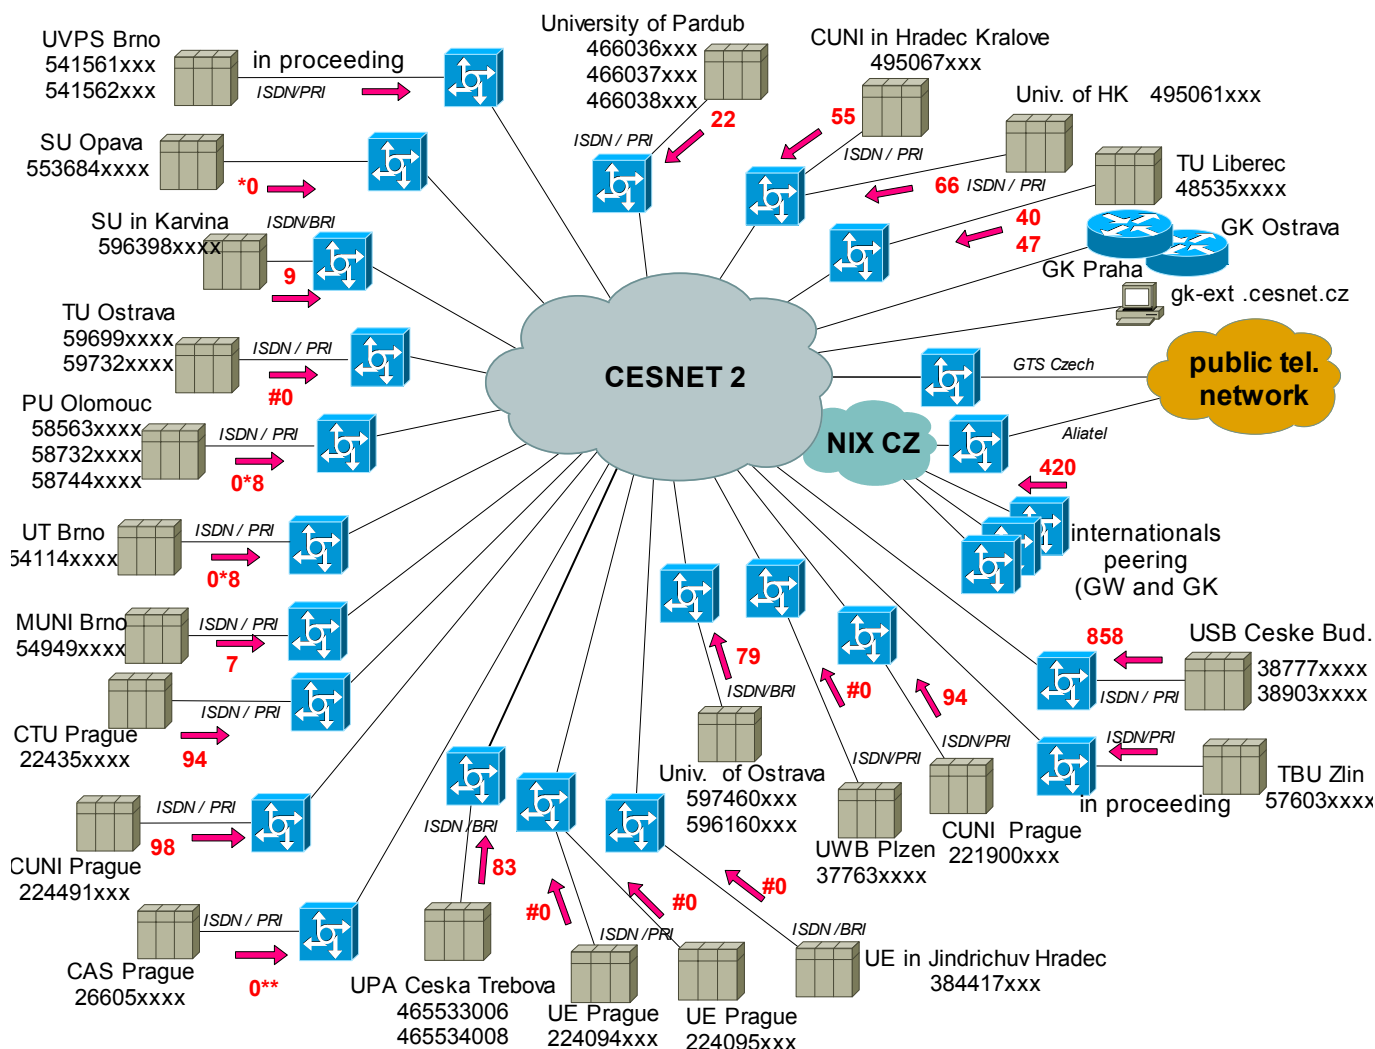 UVPS Brno
541561xxx
541562xxx
in proceeding
ISDN/PRI
SU Opava
553684xxxx
*0
SU in Karvina
596398xxxx
ISDN/BRI
9
TU Ostrava
59699xxxx
59732xxxx
ISDN / PRI
#0
PU Olomouc
58563xxxx
58732xxxx
58744xxxx
ISDN / PRI
0*8
UT Brno
54114xxxx
ISDN / PRI
0*8
MUNI Brno
54949xxxx
ISDN / PRI
7
CTU Prague
22435xxxx
ISDN / PRI
94
CUNI Prague
224491xxx
ISDN / PRI
98
CAS Prague
26605xxxx
ISDN / PRI
0**
University of Pardub
466036xxx
466037xxx
466038xxx
ISDN / PRI
22
CUNI in Hradec Kralove
495067xxx
55
ISDN / PRI
Univ. of HK 495061xxx
66
ISDN / PRI
TU Liberec
48535xxxx
40
47
GK Ostrava
GK Praha
gk-ext .cesnet.cz
CESNET 2
GTS Czech
public tel.
network
NIX CZ
Aliatel
420
internationals
peering
(GW and GK
858
USB Ceske Bud.
38777xxxx
38903xxxx
ISDN / PRI
ISDN/PRI
TBU Zlin
57603xxxx
in proceeding
79
ISDN/BRI
Univ. of Ostrava
597460xxx
596160xxx
#0
ISDN/PRI
UWB Plzen
37763xxxx
94
ISDN/PRI
CUNI Prague
221900xxx
ISDN /BRI
83
UPA Ceska Trebova
465533006
465534008
#0
ISDN /PRI
UE Prague
224094xxx
#0
UE Prague
224095xxx
#0
ISDN /BRI
UE in Jindrichuv Hradec
384417xxx